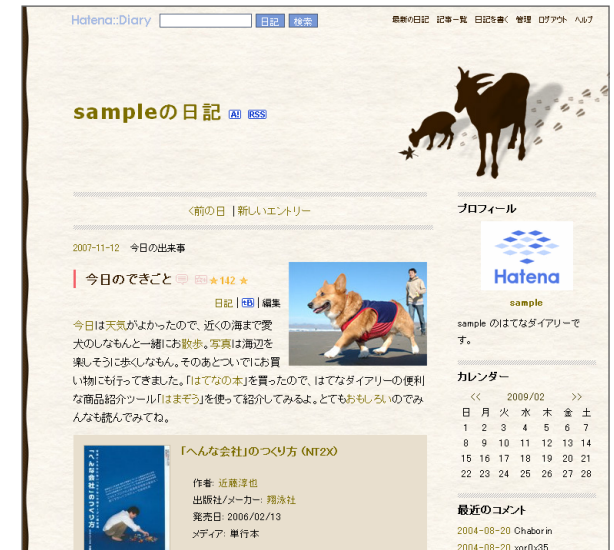 Hatena::Diary 日記 検索 最新の日記 記事一覧 日記を書く 管理 ログアウト ヘルプ
sampleの日記 A! RSS
<前の日 | 新しいエントリー
2007-11-12 今日の出来事
今日のできごと ★142 ★
日記 | +B | 編集
今日は天気がよかったので、近くの海まで愛
犬のしなもんと一緒にお散歩。写真は海辺を
楽しそうに歩くしなもん。そのあとついでにお買
い物にも行ってきました。「はてなの本」を買ったので、はてなダイアリーの便利
な商品紹介ツール「はまぞう」を使って紹介してみるよ。とてもおもしろいのでみ
んなも読んでみてね。
「へんな会社」のつくり方 (NT2X)
作者: 近藤淳也
出版社/メーカー: 翔泳社
発売日: 2006/02/13
メディア: 単行本
「へんな会社」のつくり方
プロフィール
Hatena
sample
sample のはてなダイアリーで
す。
カレンダー
<< 2009/02 >>
日 月 火 水 木 金 土
1 2 3 4 5 6 7
8 9 10 11 12 13 14
15 16 17 18 19 20 21
22 23 24 25 26 27 28
最近のコメント
2004-08-20 Chaborin
2004-08-20 xor0x35